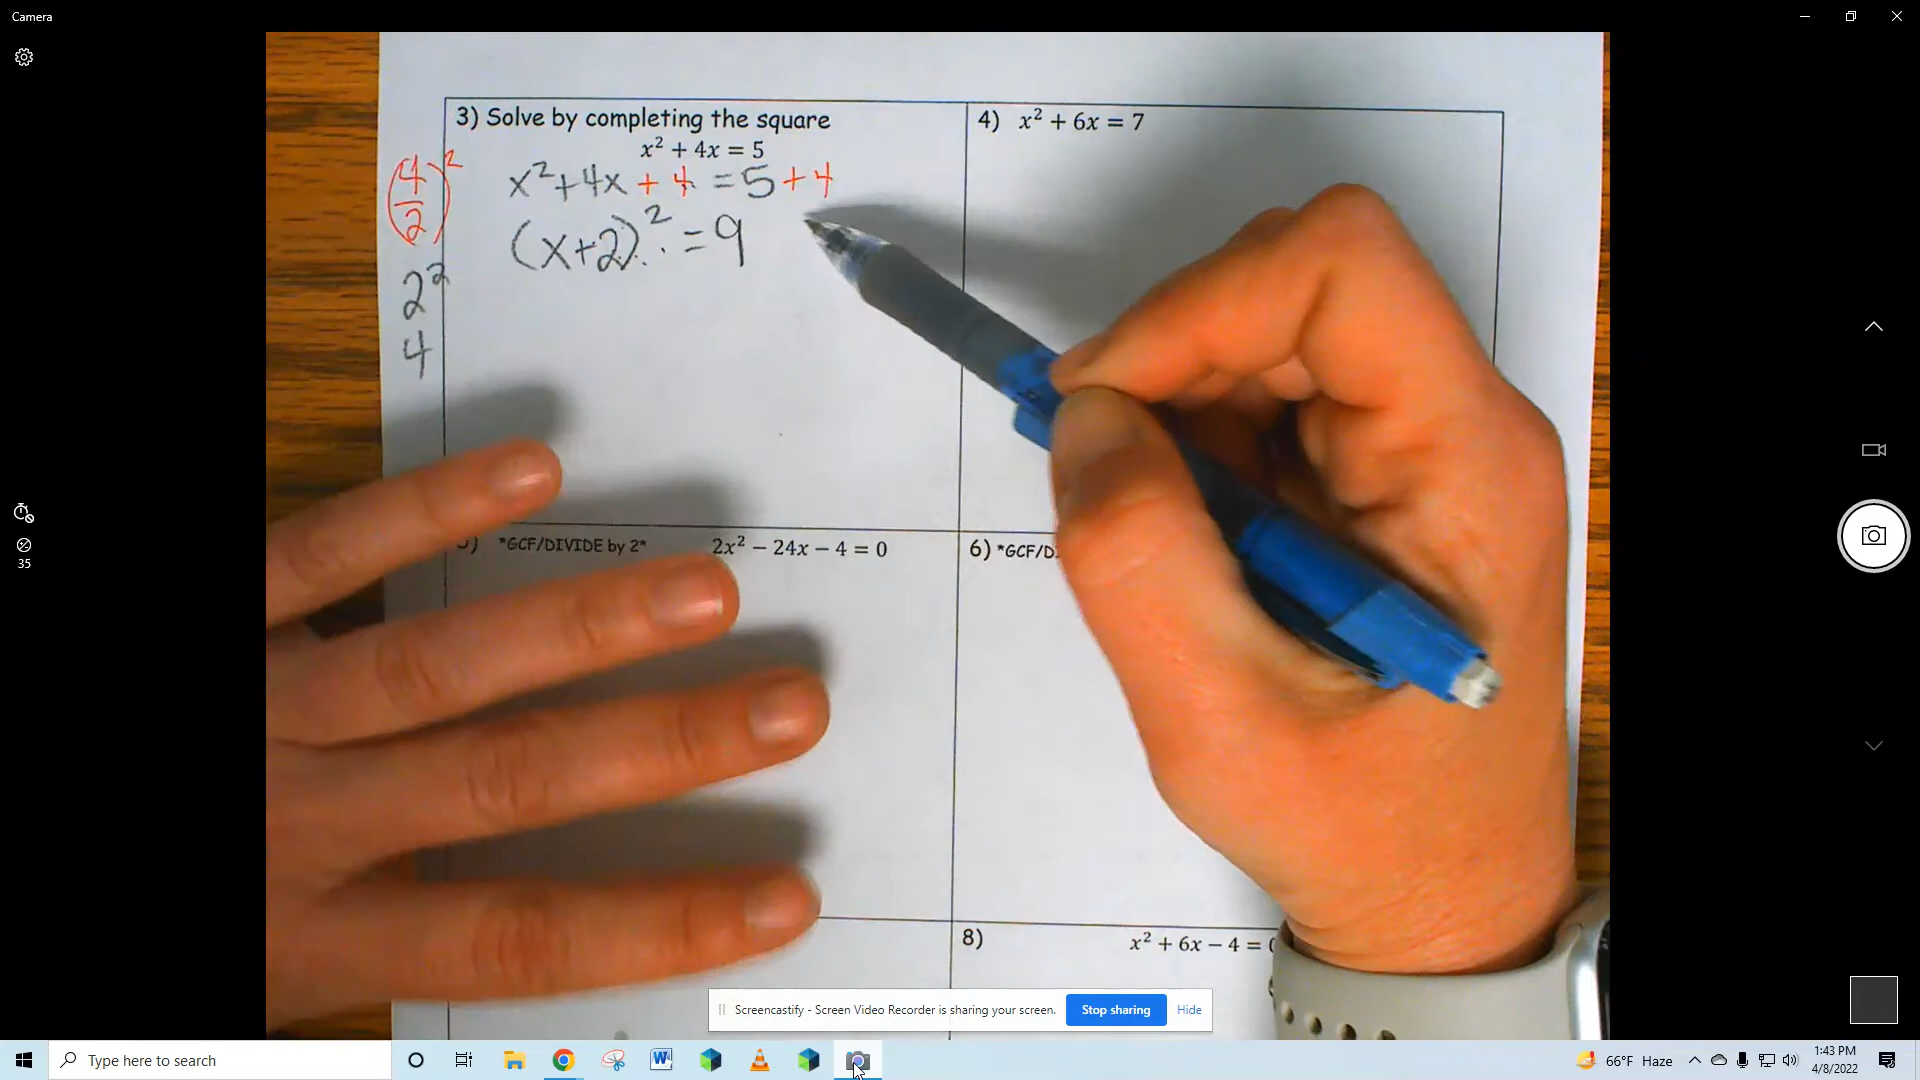 Camera
3) Solve by completing the square
x² + 4x = 5
(4/2)²
x²+4x + 4 = 5 + 4
(x+2)² = 9
2²
4
4) x² + 6x = 7
*GCF/DIVIDE by 2* 2x² − 24x − 4 = 0
6) *GCF/D
8) x² + 6x − 4 =
35
Screencastify - Screen Video Recorder is sharing your screen.
Stop sharing
Hide
Type here to search
66°F Haze
1:43 PM
4/8/2022